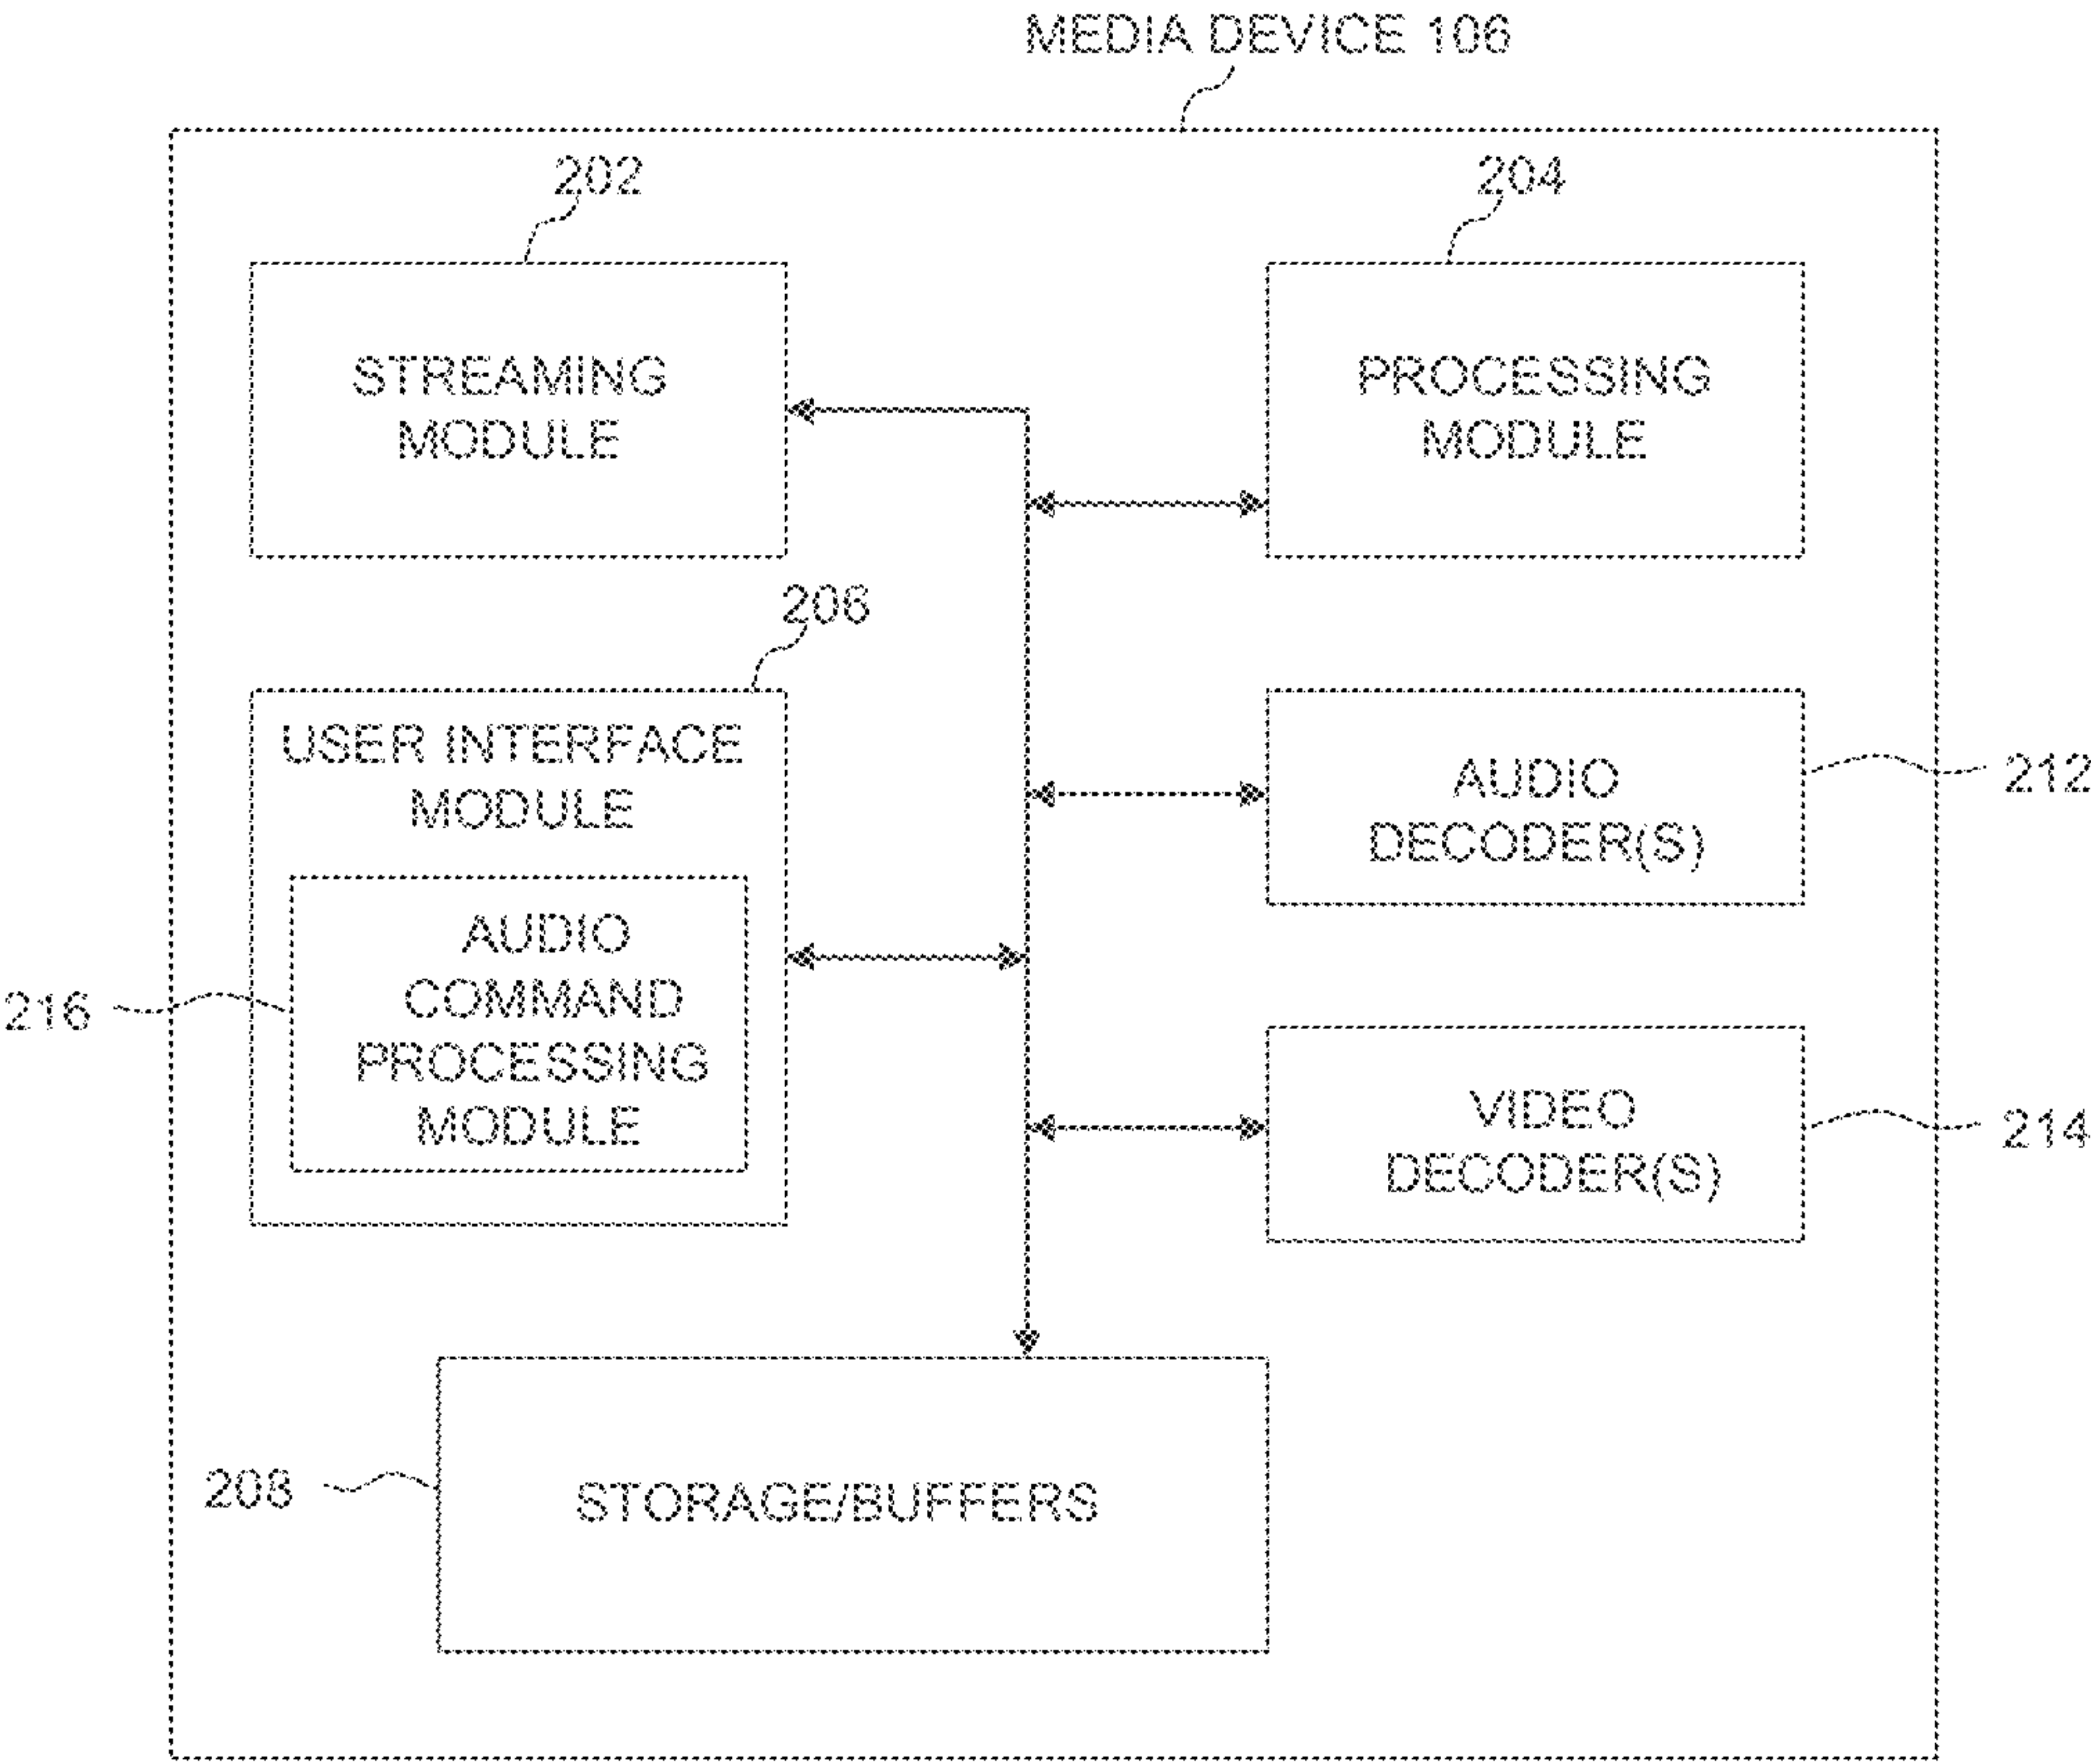 MEDIA DEVICE 106
202
204
STREAMING
MODULE
PROCESSING
MODULE
206
USER INTERFACE
MODULE
AUDIO
DECODER(S)
212
AUDIO
COMMAND
PROCESSING
MODULE
216
VIDEO
DECODER(S)
214
208
STORAGE/BUFFERS